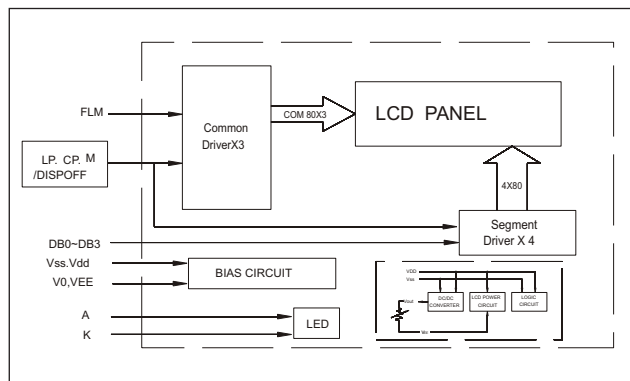 FLM
LP. CP. M
/DISPOFF
Common
DriverX3
COM 80X3
LCD PANEL
4X80
Segment
Driver X 4
DB0~DB3
Vss.Vdd
V0,VEE
BIAS CIRCUIT
A
K
LED
VDD
Vss
Vout
DC/DC
CONVERTER
LCD POWER
CIRCUIT
LOGIC
CIRCUIT